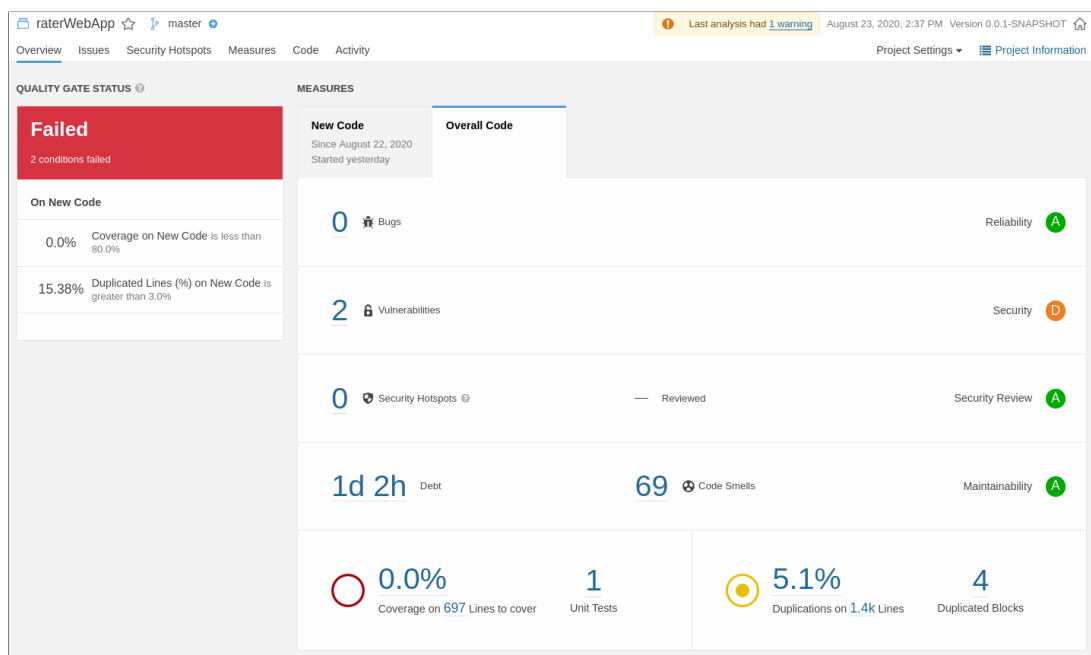 raterWebApp master
Last analysis had 1 warning August 23, 2020, 2:37 PM Version 0.0.1-SNAPSHOT
Overview Issues Security Hotspots Measures Code Activity
Project Settings Project Information
QUALITY GATE STATUS ?
Failed
2 conditions failed
On New Code
0.0% Coverage on New Code is less than
80.0%
15.38% Duplicated Lines (%) on New Code is
greater than 3.0%
MEASURES
New Code
Since August 22, 2020
Started yesterday
Overall Code
0 Bugs Reliability A
2 Vulnerabilities Security D
0 Security Hotspots ? — Reviewed Security Review A
1d 2h Debt 69 Code Smells Maintainability A
0.0%
Coverage on 697 Lines to cover
1
Unit Tests
5.1%
Duplications on 1.4k Lines
4
Duplicated Blocks